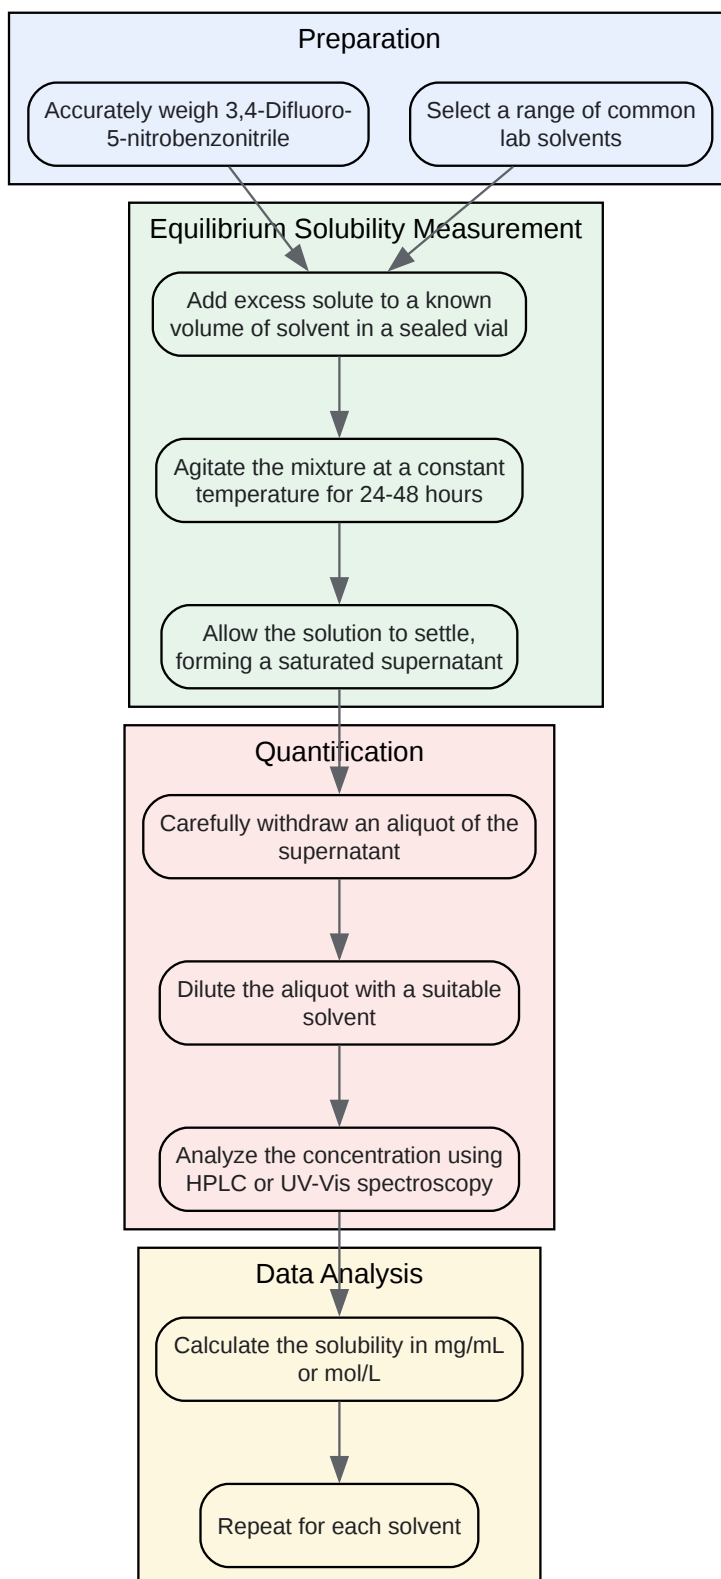 Preparation
Accurately weigh 3,4-Difluoro-
5-nitrobenzonitrile
Select a range of common
lab solvents
Equilibrium Solubility Measurement
Add excess solute to a known
volume of solvent in a sealed vial
Agitate the mixture at a constant
temperature for 24-48 hours
Allow the solution to settle,
forming a saturated supernatant
Quantification
Carefully withdraw an aliquot of the
supernatant
Dilute the aliquot with a suitable
solvent
Analyze the concentration using
HPLC or UV-Vis spectroscopy
Data Analysis
Calculate the solubility in mg/mL
or mol/L
Repeat for each solvent